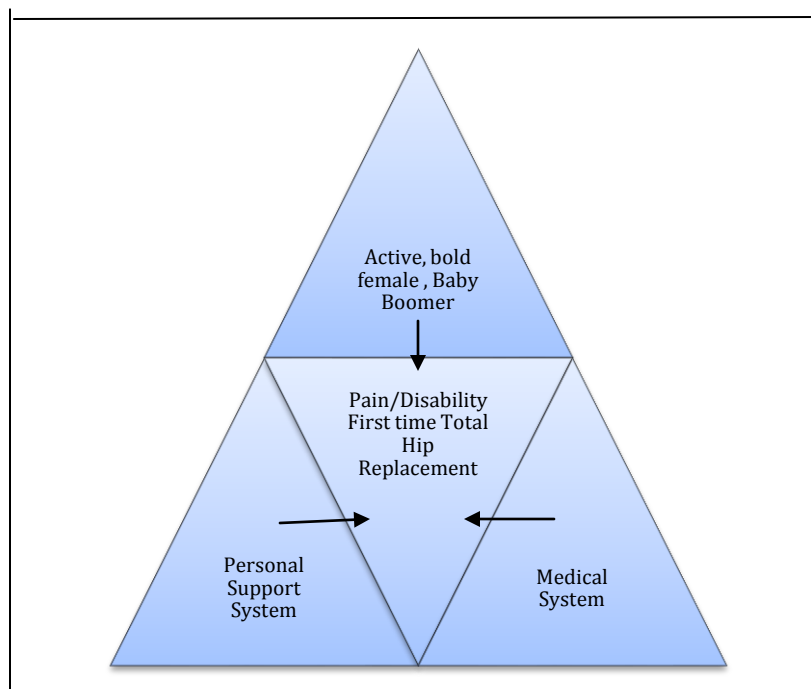 Active, bold
female , Baby
Boomer
Pain/Disability
First time Total
Hip
Replacement
Personal
Support
System
Medical
System